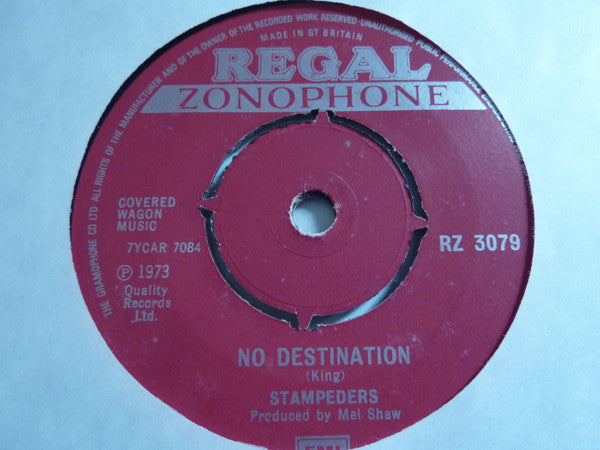 THE GRAMOPHONE CO LTD ALL RIGHTS OF THE MANUFACTURER AND OF THE OWNER OF THE RECORDED WORK RESERVED UNAUTHORISED PUBLIC
MADE IN GT BRITAIN
REGAL
ZONOPHONE
COVERED
WAGON
MUSIC
7YCAR 7084
Ⓟ 1973
Quality
Records
Ltd.
RZ 3079
NO DESTINATION
(King)
STAMPEDERS
Produced by Mel Shaw
EMI